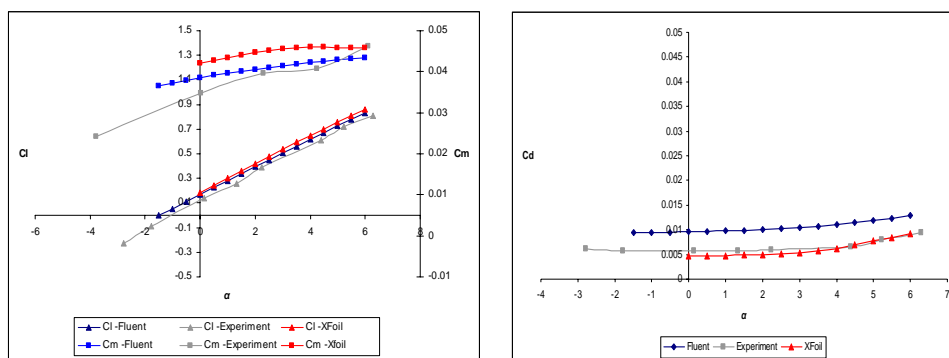 1.5
1.3
1.1
0.9
0.7
0.5
0.3
0.1
-0.1
-0.3
-0.5
Cl
-6 -4 -2 0 2 4 6 8
0.05
0.04
0.03
0.02
0.01
0
-0.01
Cm
α
Cl -Fluent Cl -Experiment Cl -XFoil
Cm -Fluent Cm -Experiment Cm -Xfoil
0.05
0.045
0.04
0.035
0.03
0.025
0.02
0.015
0.01
0.005
0
Cd
-4 -3 -2 -1 0 1 2 3 4 5 6 7
α
Fluent Experiment XFoil